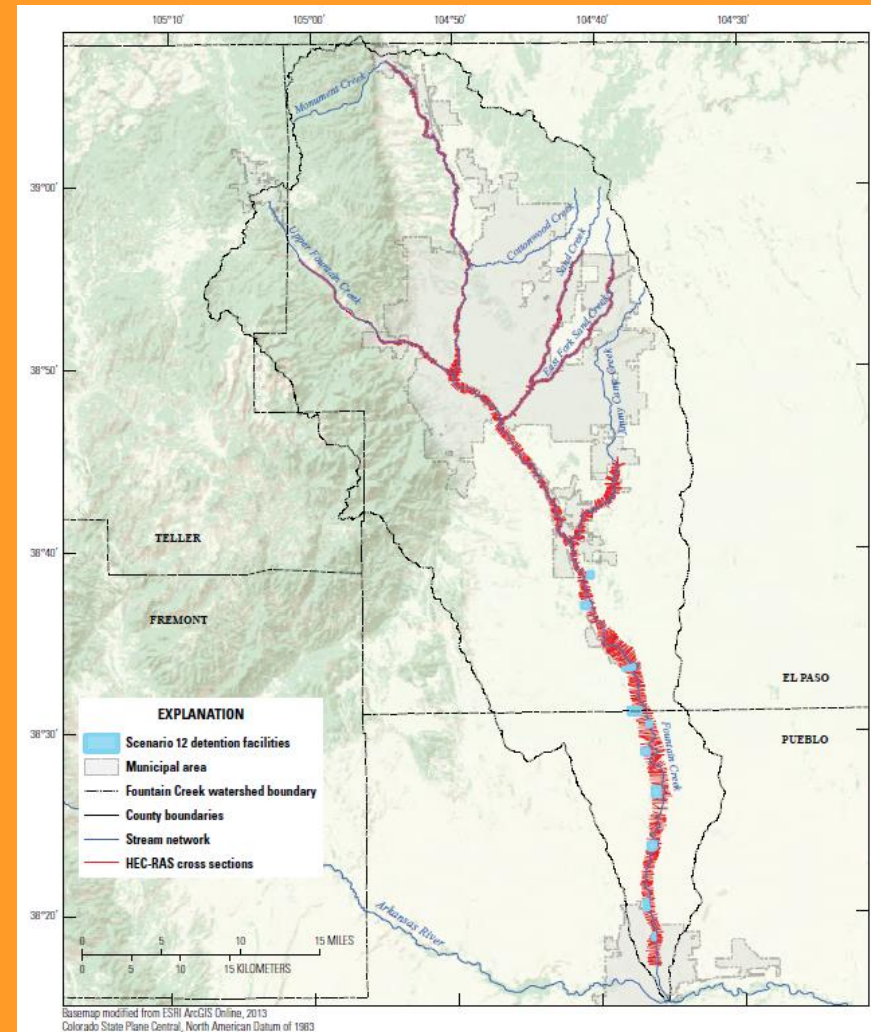 105°10'
105°00'
104°50'
104°40'
104°30'
Monument Creek
39°00'
Upper Fountain Creek
Cottonwood Creek
Sand Creek
East Fork Sand Creek
Jimmy Camp Creek
38°50'
38°40'
TELLER
FREMONT
EL PASO
PUEBLO
Fountain Creek
38°30'
EXPLANATION
Scenario 12 detention facilities
Municipal area
Fountain Creek watershed boundary
County boundaries
Stream network
HEC-RAS cross sections
38°20'
Arkansas River
0 5 10 15 MILES
0 5 10 15 KILOMETERS
Basemap modified from ESRI ArcGIS Online, 2013
Colorado State Plane Central, North American Datum of 1983